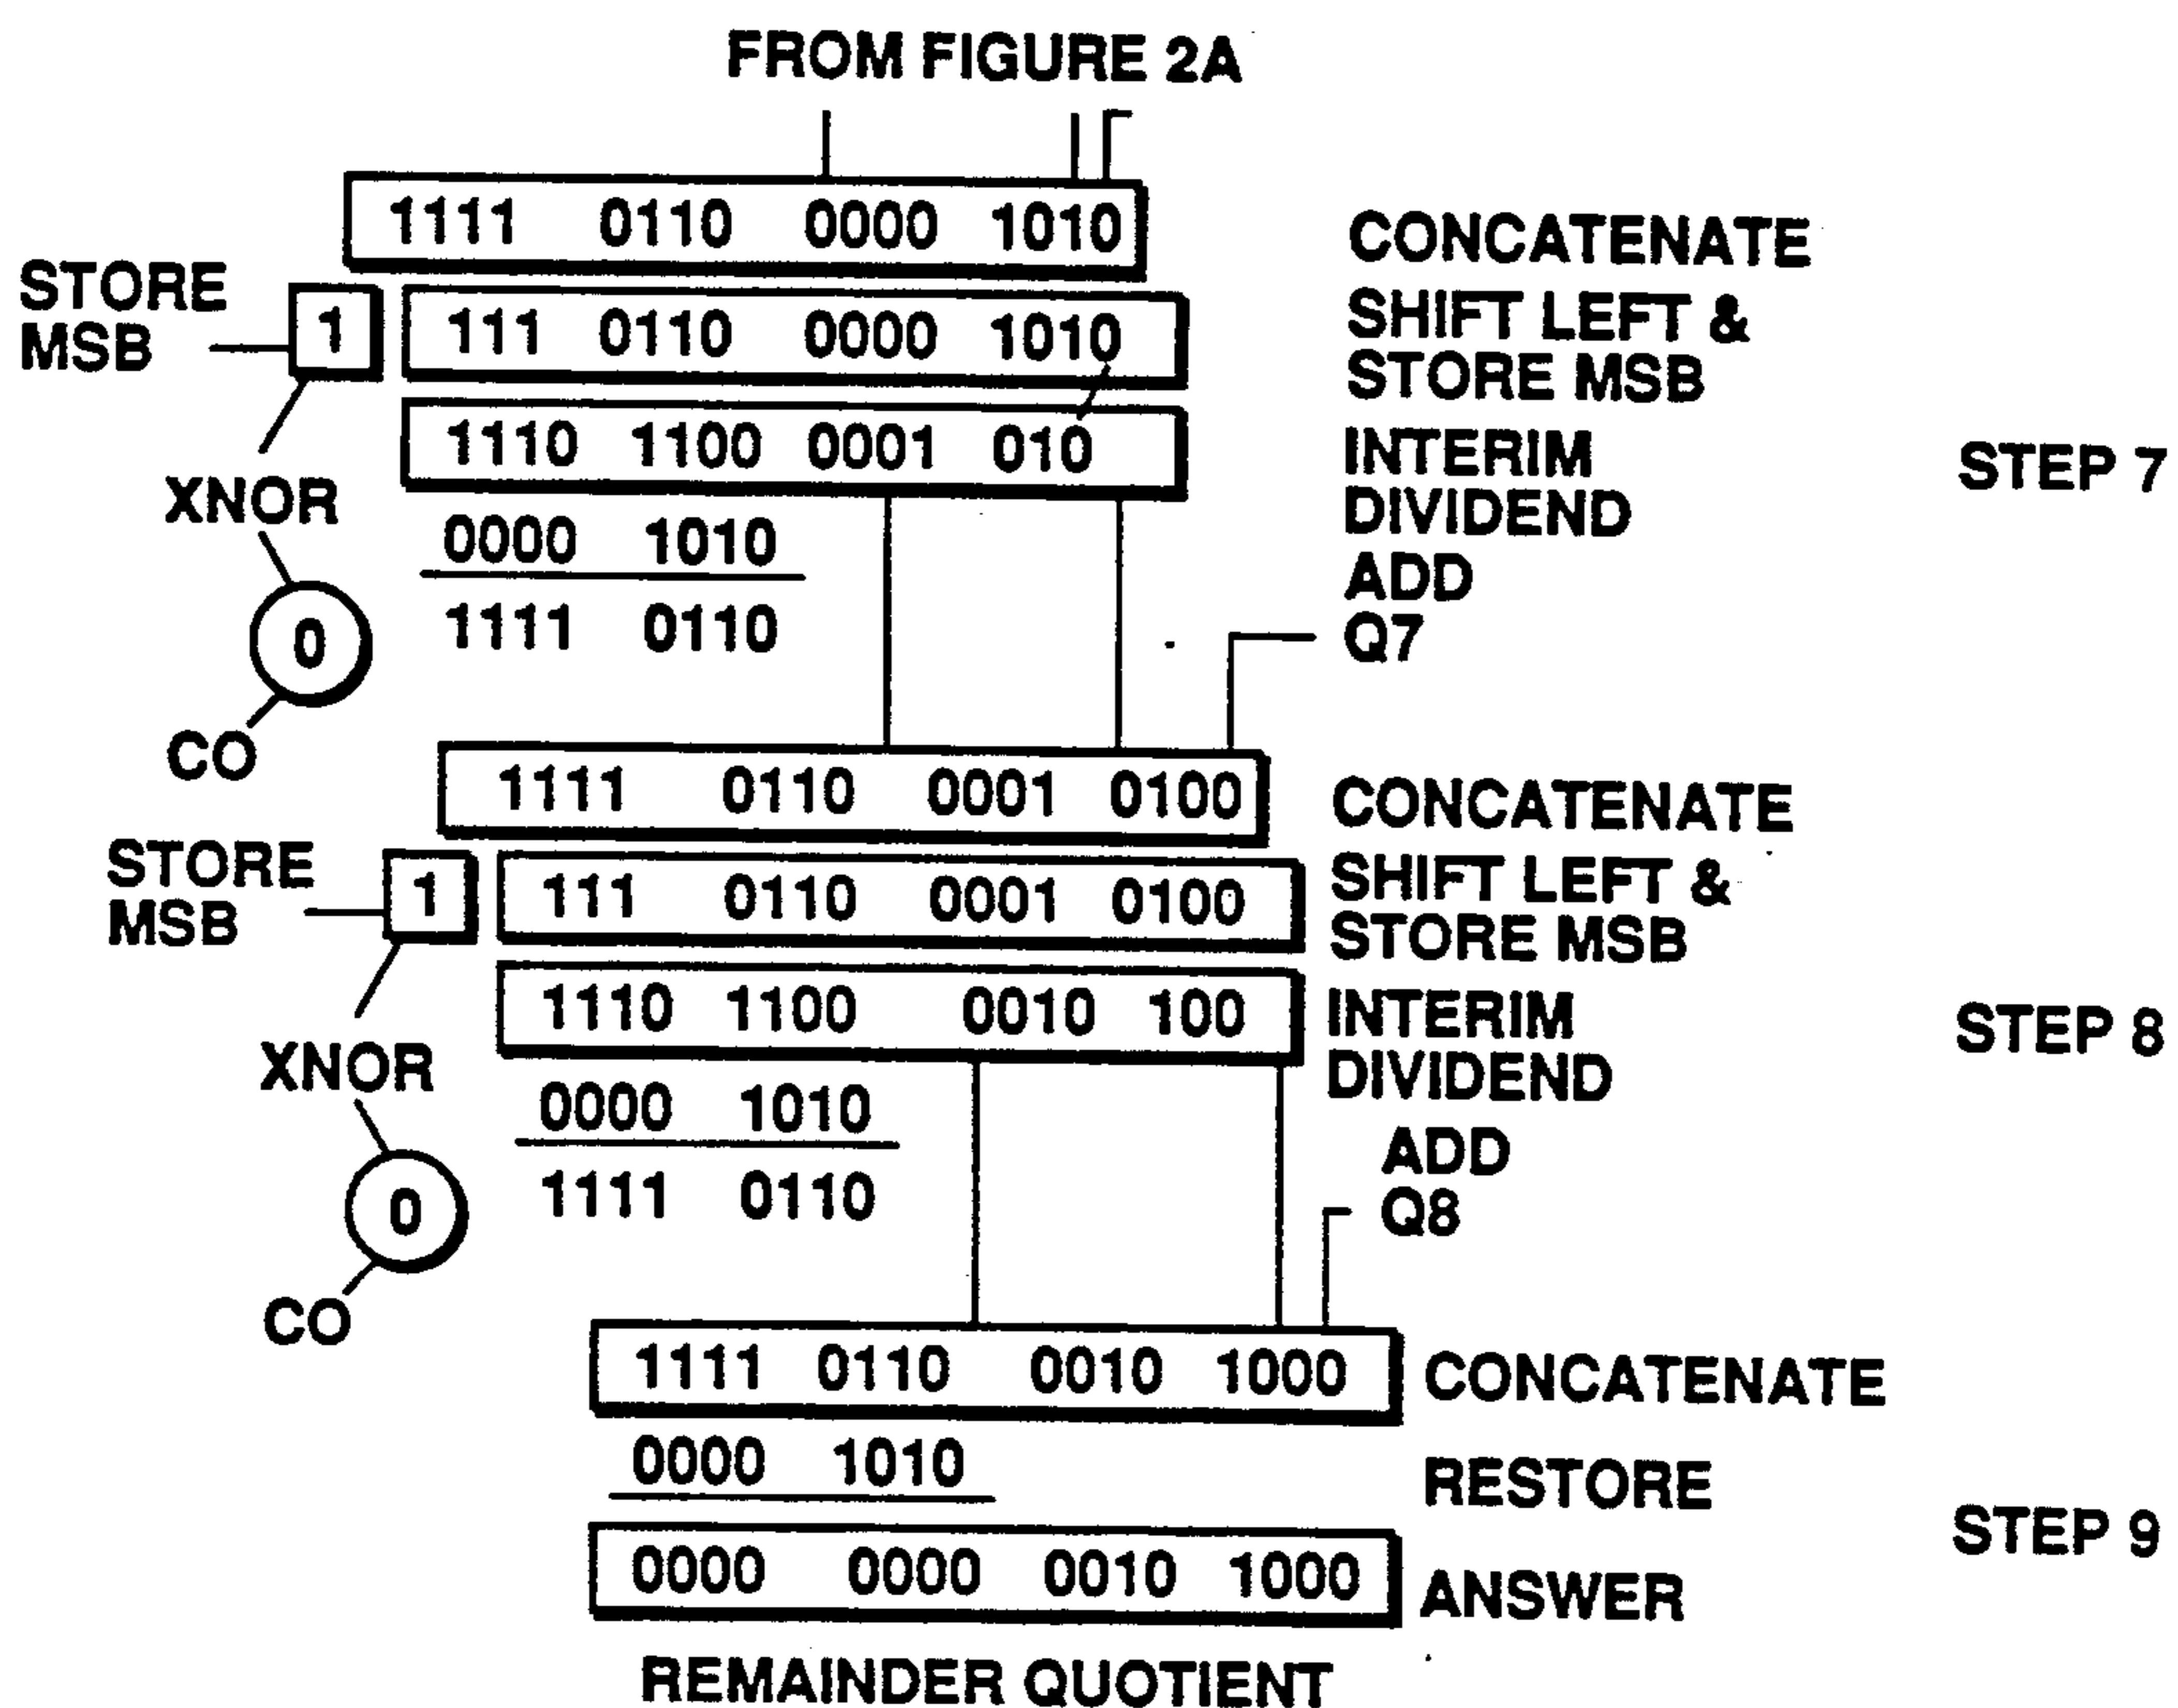 FROM FIGURE 2A
1111 0110 0000 1010 CONCATENATE
STORE
MSB
1 111 0110 0000 1010 SHIFT LEFT &
STORE MSB
1110 1100 0001 010 INTERIM
DIVIDEND
STEP 7
XNOR
0000 1010 ADD
1111 0110 Q7
0
CO
1111 0110 0001 0100 CONCATENATE
STORE
MSB
1 111 0110 0001 0100 SHIFT LEFT &
STORE MSB
1110 1100 0010 100 INTERIM
DIVIDEND
STEP 8
XNOR
0000 1010 ADD
1111 0110 Q8
0
CO
1111 0110 0010 1000 CONCATENATE
0000 1010 RESTORE
STEP 9
0000 0000 0010 1000 ANSWER
REMAINDER QUOTIENT